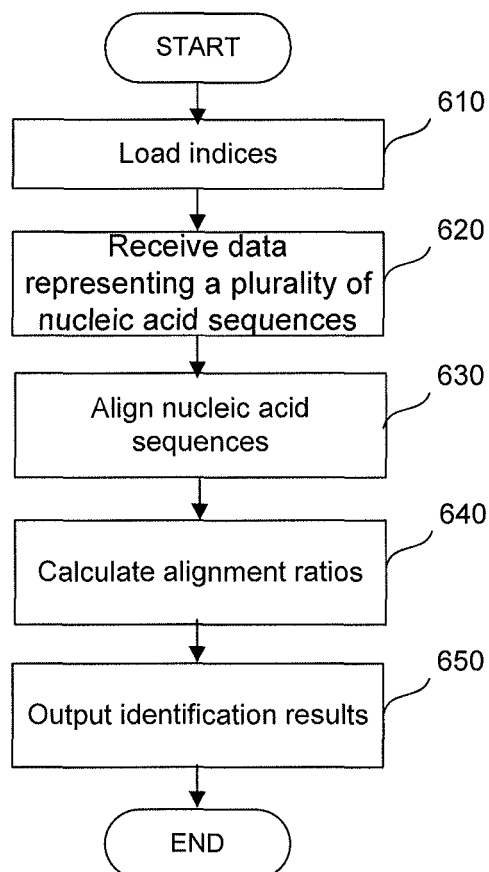 START
610
Load indices
620
Receive data
representing a plurality of
nucleic acid sequences
630
Align nucleic acid
sequences
640
Calculate alignment ratios
650
Output identification results
END